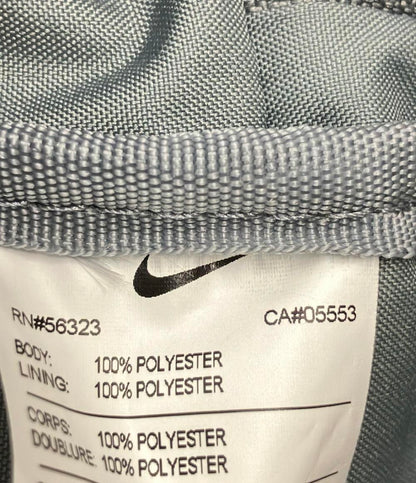 RN#56323 CA#05553
BODY: 100% POLYESTER
LINING: 100% POLYESTER
CORPS: 100% POLYESTER
DOUBLURE: 100% POLYESTER